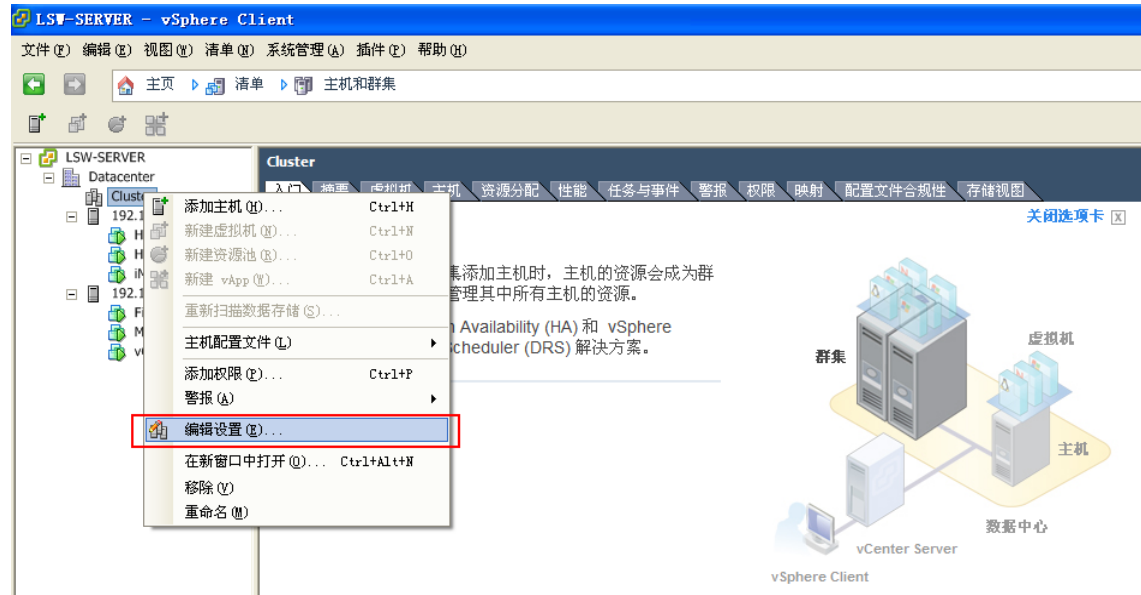 LSW-SERVER - vSphere Client
文件(F) 编辑(E) 视图(V) 清单(N) 系统管理(A) 插件(P) 帮助(H)
主页 清单 主机和群集
LSW-SERVER
Datacenter
Cluste
192.1
H
H
iN
192.1
Fi
M
vC
Cluster
入门 摘要 虚拟机 主机 资源分配 性能 任务与事件 警报 权限 映射 配置文件合规性 存储视图
关闭选项卡 X
添加主机(H)... Ctrl+H
新建虚拟机(N)... Ctrl+N
新建资源池(R)... Ctrl+O
新建 vApp(W)... Ctrl+A
重新扫描数据存储(S)...
主机配置文件(L)
添加权限(P)... Ctrl+P
警报(A)
编辑设置(E)...
在新窗口中打开(O)... Ctrl+Alt+N
移除(V)
重命名(M)
集添加主机时，主机的资源会成为群
管理其中所有主机的资源。
h Availability (HA) 和 vSphere
Scheduler (DRS) 解决方案。
虚拟机
群集
主机
数据中心
vCenter Server
vSphere Client